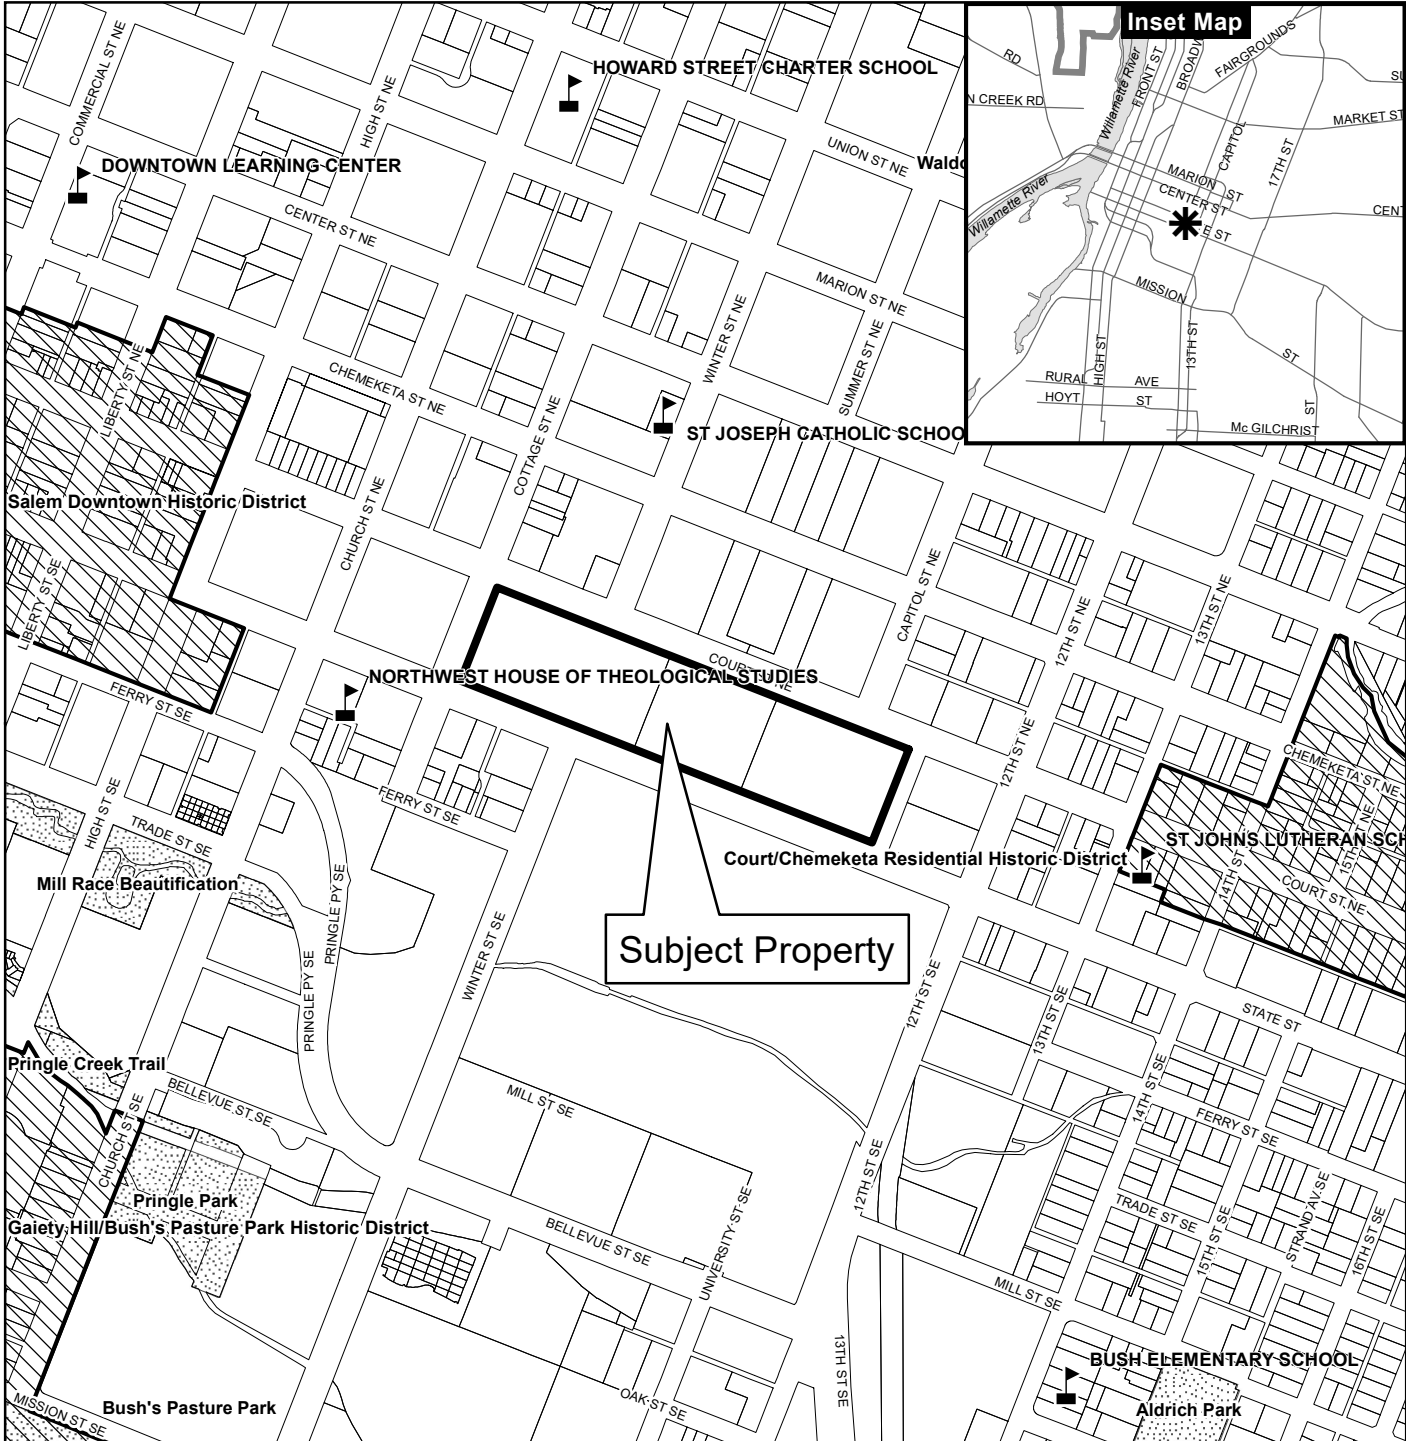 Inset Map
RD
N CREEK RD
Willamette River
Willamette River
FRONT ST
FAIRGROUNDS
MARKET ST
CAPITOL
17TH ST
MARION ST
CENTER ST
E ST
MISSION
ST
HIGH ST
13TH ST
RURAL AVE
HOYT ST
ST
Mc GILCHRIST
COMMERCIAL ST NE
HIGH ST NE
HOWARD STREET CHARTER SCHOOL
DOWNTOWN LEARNING CENTER
UNION ST NE
CENTER ST NE
MARION ST NE
LIBERTY ST NE
CHEMEKETA ST NE
WINTER ST NE
SUMMER ST NE
COTTAGE ST NE
ST JOSEPH CATHOLIC SCHOO
Salem Downtown Historic District
CHURCH ST NE
LIBERTY ST SE
CAPITOL ST NE
12TH ST NE
13TH ST NE
COURT ST NE
NORTHWEST HOUSE OF THEOLOGICAL STUDIES
FERRY ST SE
12TH ST NE
CHEMEKETA ST NE
HIGH ST SE
FERRY ST SE
TRADE ST SE
15TH ST NE
ST JOHNS LUTHERAN SCH
Court/Chemeketa Residential Historic District
14TH ST NE
COURT ST NE
Mill Race Beautification
PRINGLE PY SE
PRINGLE PY SE
WINTER ST SE
Subject Property
12TH ST SE
13TH ST SE
STATE ST
Pringle Creek Trail
BELLEVUE ST SE
MILL ST SE
14TH ST SE
FERRY ST SE
CHURCH ST SE
12TH ST SE
Pringle Park
Gaiety Hill/Bush's Pasture Park Historic District
BELLEVUE ST SE
UNIVERSITY ST SE
TRADE ST SE
15TH ST SE
STRAND AV SE
16TH ST SE
MILL ST SE
13TH ST SE
BUSH ELEMENTARY SCHOOL
Aldrich Park
OAK ST SE
MISSION ST SE
Bush's Pasture Park